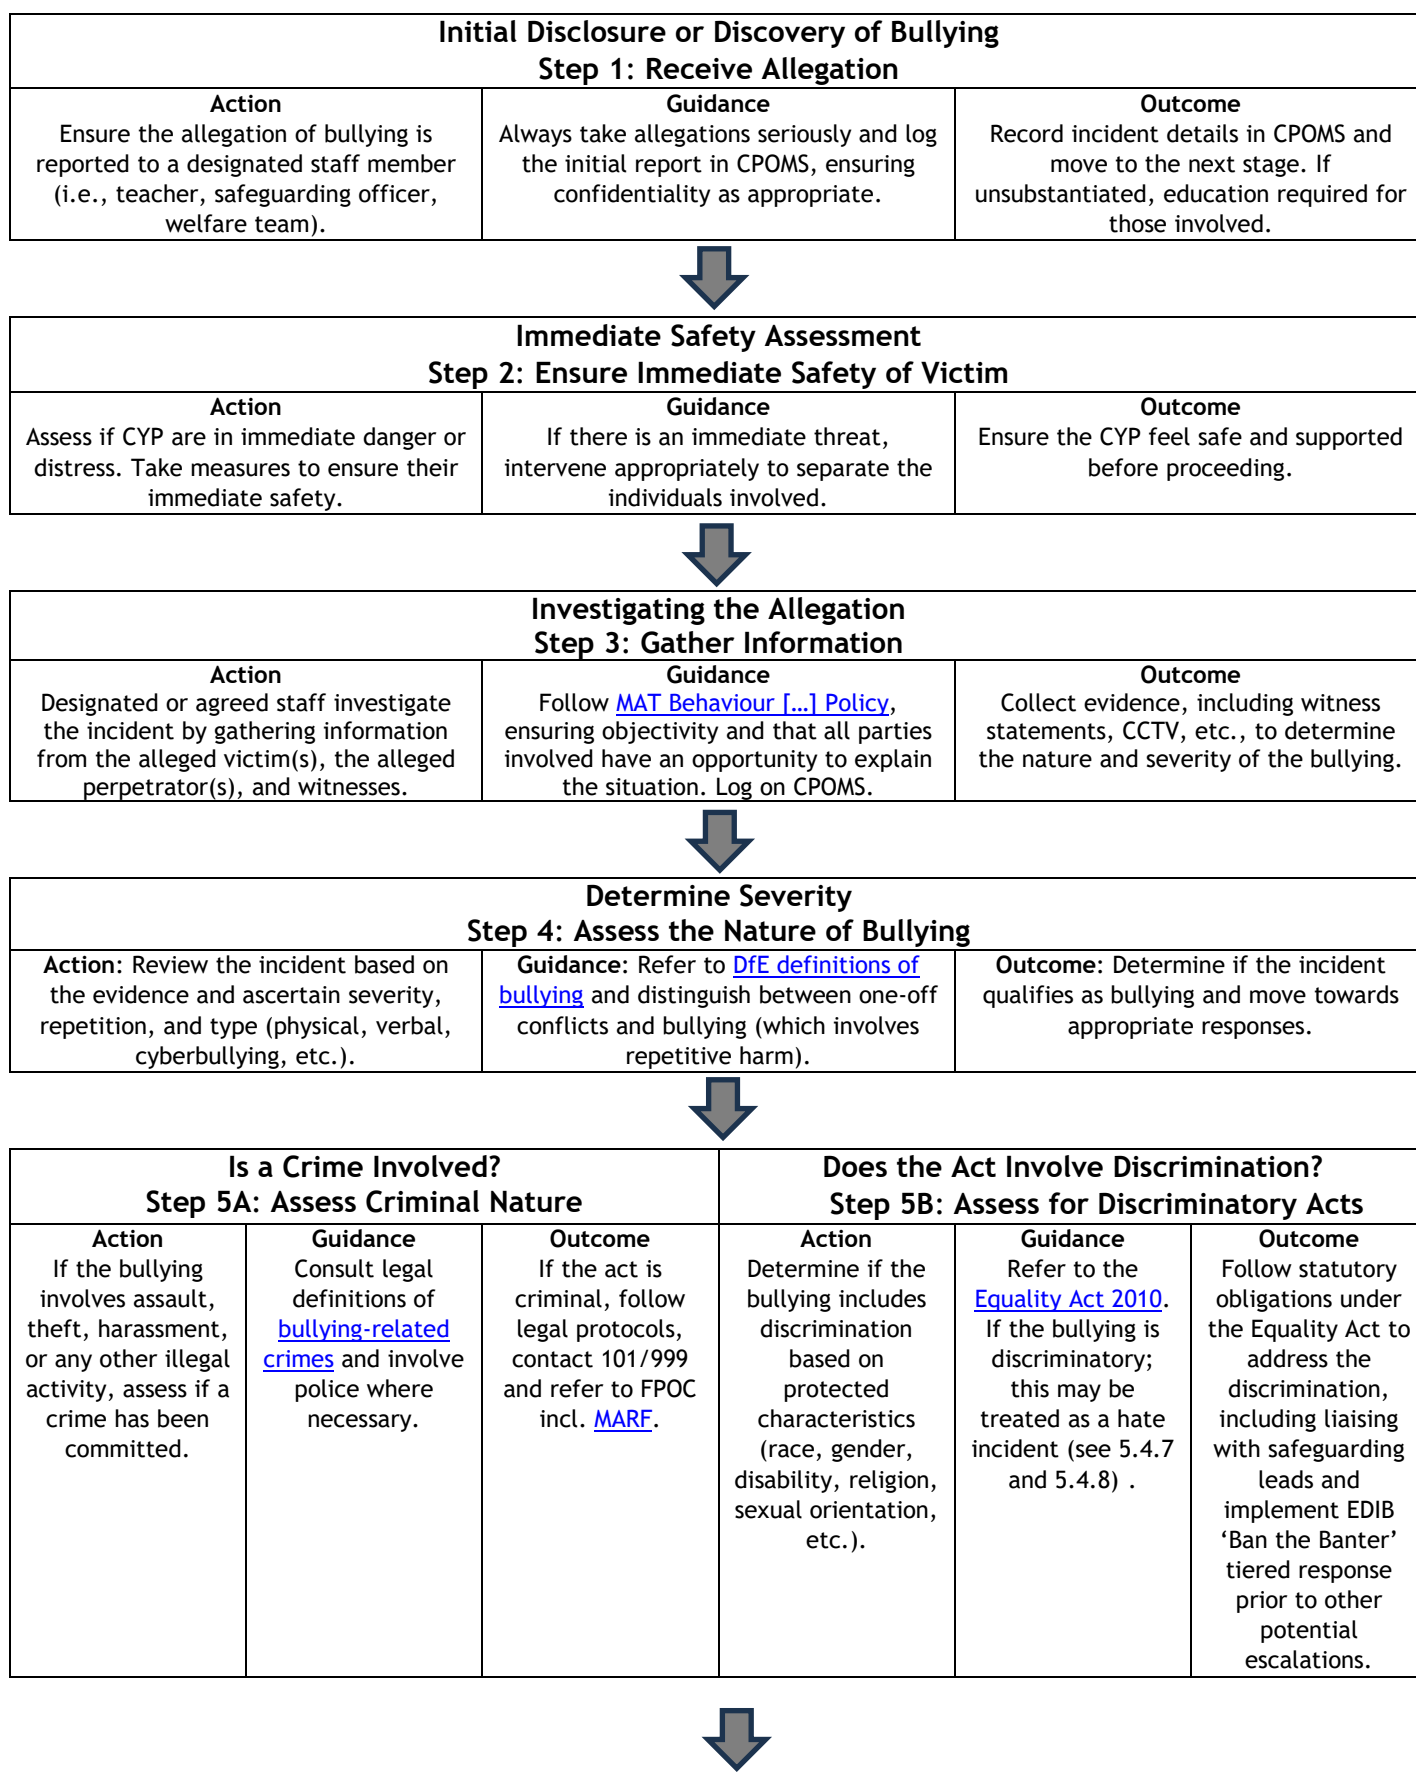 Initial Disclosure or Discovery of Bullying
Step 1: Receive Allegation
Action
Ensure the allegation of bullying is
reported to a designated staff member
(i.e., teacher, safeguarding officer,
welfare team).
Guidance
Always take allegations seriously and log
the initial report in CPOMS, ensuring
confidentiality as appropriate.
Outcome
Record incident details in CPOMS and
move to the next stage. If
unsubstantiated, education required for
those involved.
Immediate Safety Assessment
Step 2: Ensure Immediate Safety of Victim
Action
Assess if CYP are in immediate danger or
distress. Take measures to ensure their
immediate safety.
Guidance
If there is an immediate threat,
intervene appropriately to separate the
individuals involved.
Outcome
Ensure the CYP feel safe and supported
before proceeding.
Investigating the Allegation
Step 3: Gather Information
Action
Designated or agreed staff investigate
the incident by gathering information
from the alleged victim(s), the alleged
perpetrator(s), and witnesses.
Guidance
Follow MAT Behaviour […] Policy,
ensuring objectivity and that all parties
involved have an opportunity to explain
the situation. Log on CPOMS.
Outcome
Collect evidence, including witness
statements, CCTV, etc., to determine
the nature and severity of the bullying.
Determine Severity
Step 4: Assess the Nature of Bullying
Action: Review the incident based on
the evidence and ascertain severity,
repetition, and type (physical, verbal,
cyberbullying, etc.).
Guidance: Refer to DfE definitions of
bullying and distinguish between one-off
conflicts and bullying (which involves
repetitive harm).
Outcome: Determine if the incident
qualifies as bullying and move towards
appropriate responses.
Is a Crime Involved?
Step 5A: Assess Criminal Nature
Action
If the bullying
involves assault,
theft, harassment,
or any other illegal
activity, assess if a
crime has been
committed.
Guidance
Consult legal
definitions of
bullying-related
crimes and involve
police where
necessary.
Outcome
If the act is
criminal, follow
legal protocols,
contact 101/999
and refer to FPOC
incl. MARF.
Does the Act Involve Discrimination?
Step 5B: Assess for Discriminatory Acts
Action
Determine if the
bullying includes
discrimination
based on
protected
characteristics
(race, gender,
disability, religion,
sexual orientation,
etc.).
Guidance
Refer to the
Equality Act 2010.
If the bullying is
discriminatory;
this may be
treated as a hate
incident (see 5.4.7
and 5.4.8) .
Outcome
Follow statutory
obligations under
the Equality Act to
address the
discrimination,
including liaising
with safeguarding
leads and
implement EDIB
‘Ban the Banter’
tiered response
prior to other
potential
escalations.